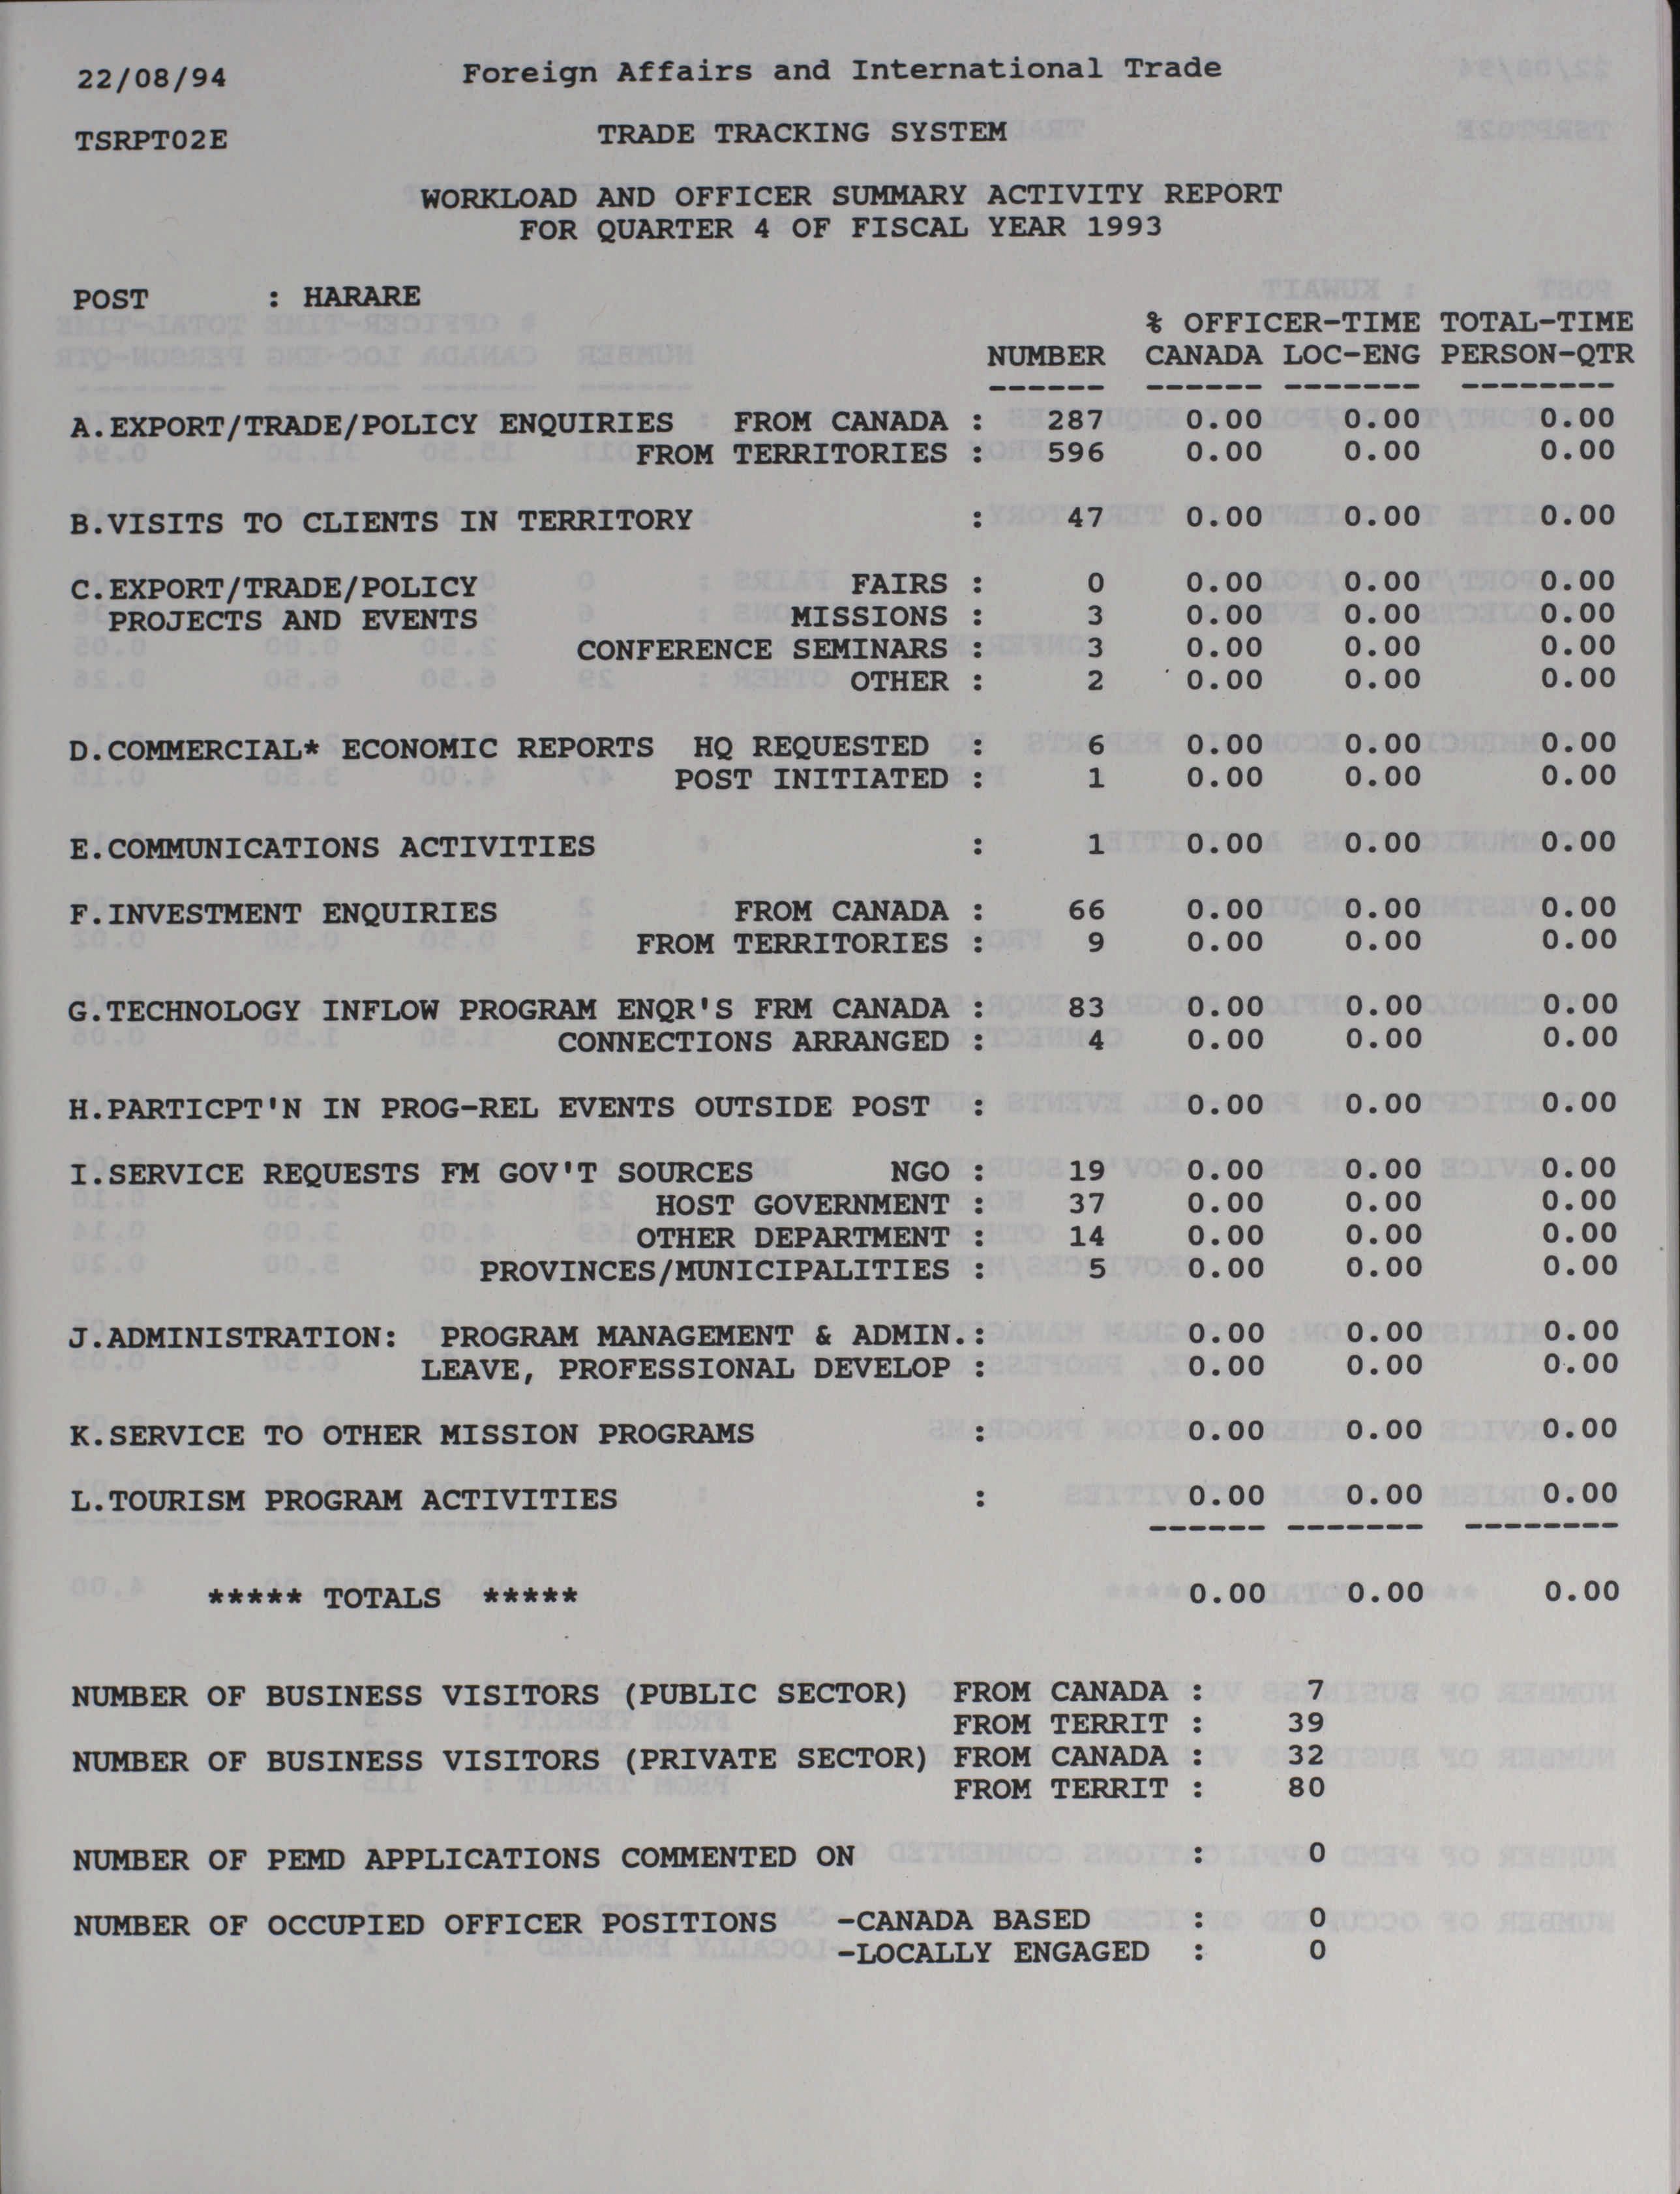 22/08/94 Foreign Affairs and International Trade
TSRPT02E TRADE TRACKING SYSTEM
WORKLOAD AND OFFICER SUMMARY ACTIVITY REPORT
FOR QUARTER 4 OF FISCAL YEAR 1993
POST : HARARE
% OFFICER-TIME TOTAL-TIME
NUMBER CANADA LOC-ENG PERSON-QTR
------ ------ ------- --------
A.EXPORT/TRADE/POLICY ENQUIRIES FROM CANADA : 287 0.00 0.00 0.00
FROM TERRITORIES : 596 0.00 0.00 0.00
B.VISITS TO CLIENTS IN TERRITORY : 47 0.00 0.00 0.00
C.EXPORT/TRADE/POLICY FAIRS : 0 0.00 0.00 0.00
PROJECTS AND EVENTS MISSIONS : 3 0.00 0.00 0.00
CONFERENCE SEMINARS : 3 0.00 0.00 0.00
OTHER : 2 0.00 0.00 0.00
D.COMMERCIAL* ECONOMIC REPORTS HQ REQUESTED : 6 0.00 0.00 0.00
POST INITIATED : 1 0.00 0.00 0.00
E.COMMUNICATIONS ACTIVITIES : 1 0.00 0.00 0.00
F.INVESTMENT ENQUIRIES FROM CANADA : 66 0.00 0.00 0.00
FROM TERRITORIES : 9 0.00 0.00 0.00
G.TECHNOLOGY INFLOW PROGRAM ENQR'S FRM CANADA : 83 0.00 0.00 0.00
CONNECTIONS ARRANGED : 4 0.00 0.00 0.00
H.PARTICPT'N IN PROG-REL EVENTS OUTSIDE POST : 0.00 0.00 0.00
I.SERVICE REQUESTS FM GOV'T SOURCES NGO : 19 0.00 0.00 0.00
HOST GOVERNMENT : 37 0.00 0.00 0.00
OTHER DEPARTMENT : 14 0.00 0.00 0.00
PROVINCES/MUNICIPALITIES : 5 0.00 0.00 0.00
J.ADMINISTRATION: PROGRAM MANAGEMENT & ADMIN.: 0.00 0.00 0.00
LEAVE, PROFESSIONAL DEVELOP : 0.00 0.00 0.00
K.SERVICE TO OTHER MISSION PROGRAMS : 0.00 0.00 0.00
L.TOURISM PROGRAM ACTIVITIES : 0.00 0.00 0.00
------ ------- --------
***** TOTALS ***** 0.00 0.00 0.00
NUMBER OF BUSINESS VISITORS (PUBLIC SECTOR) FROM CANADA : 7
FROM TERRIT : 39
NUMBER OF BUSINESS VISITORS (PRIVATE SECTOR) FROM CANADA : 32
FROM TERRIT : 80
NUMBER OF PEMD APPLICATIONS COMMENTED ON : 0
NUMBER OF OCCUPIED OFFICER POSITIONS -CANADA BASED : 0
-LOCALLY ENGAGED : 0